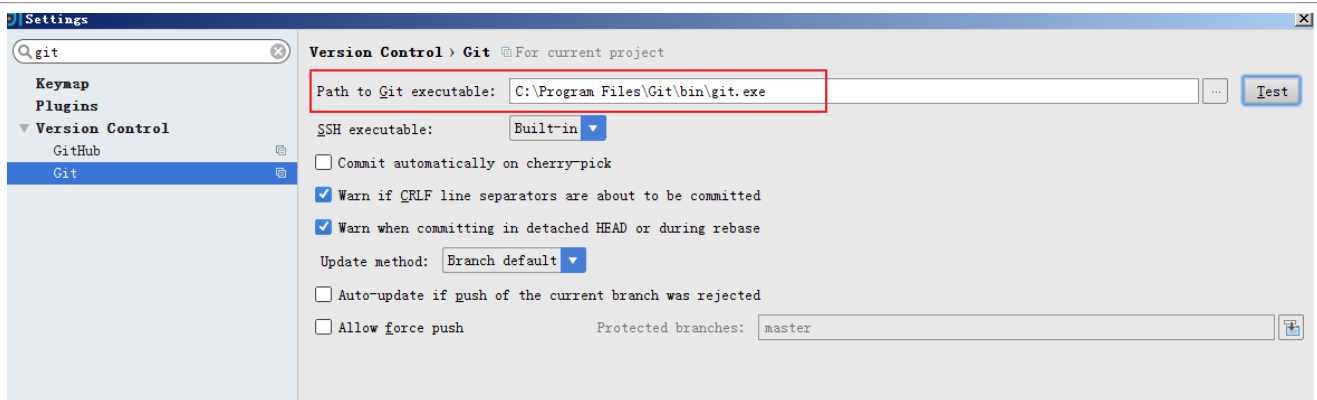 Settings
git
Keymap
Plugins
Version Control
GitHub
Git
Version Control › Git For current project
Path to Git executable: C:\Program Files\Git\bin\git.exe ... Test
SSH executable: Built-in
Commit automatically on cherry-pick
Warn if CRLF line separators are about to be committed
Warn when committing in detached HEAD or during rebase
Update method: Branch default
Auto-update if push of the current branch was rejected
Allow force push Protected branches: master